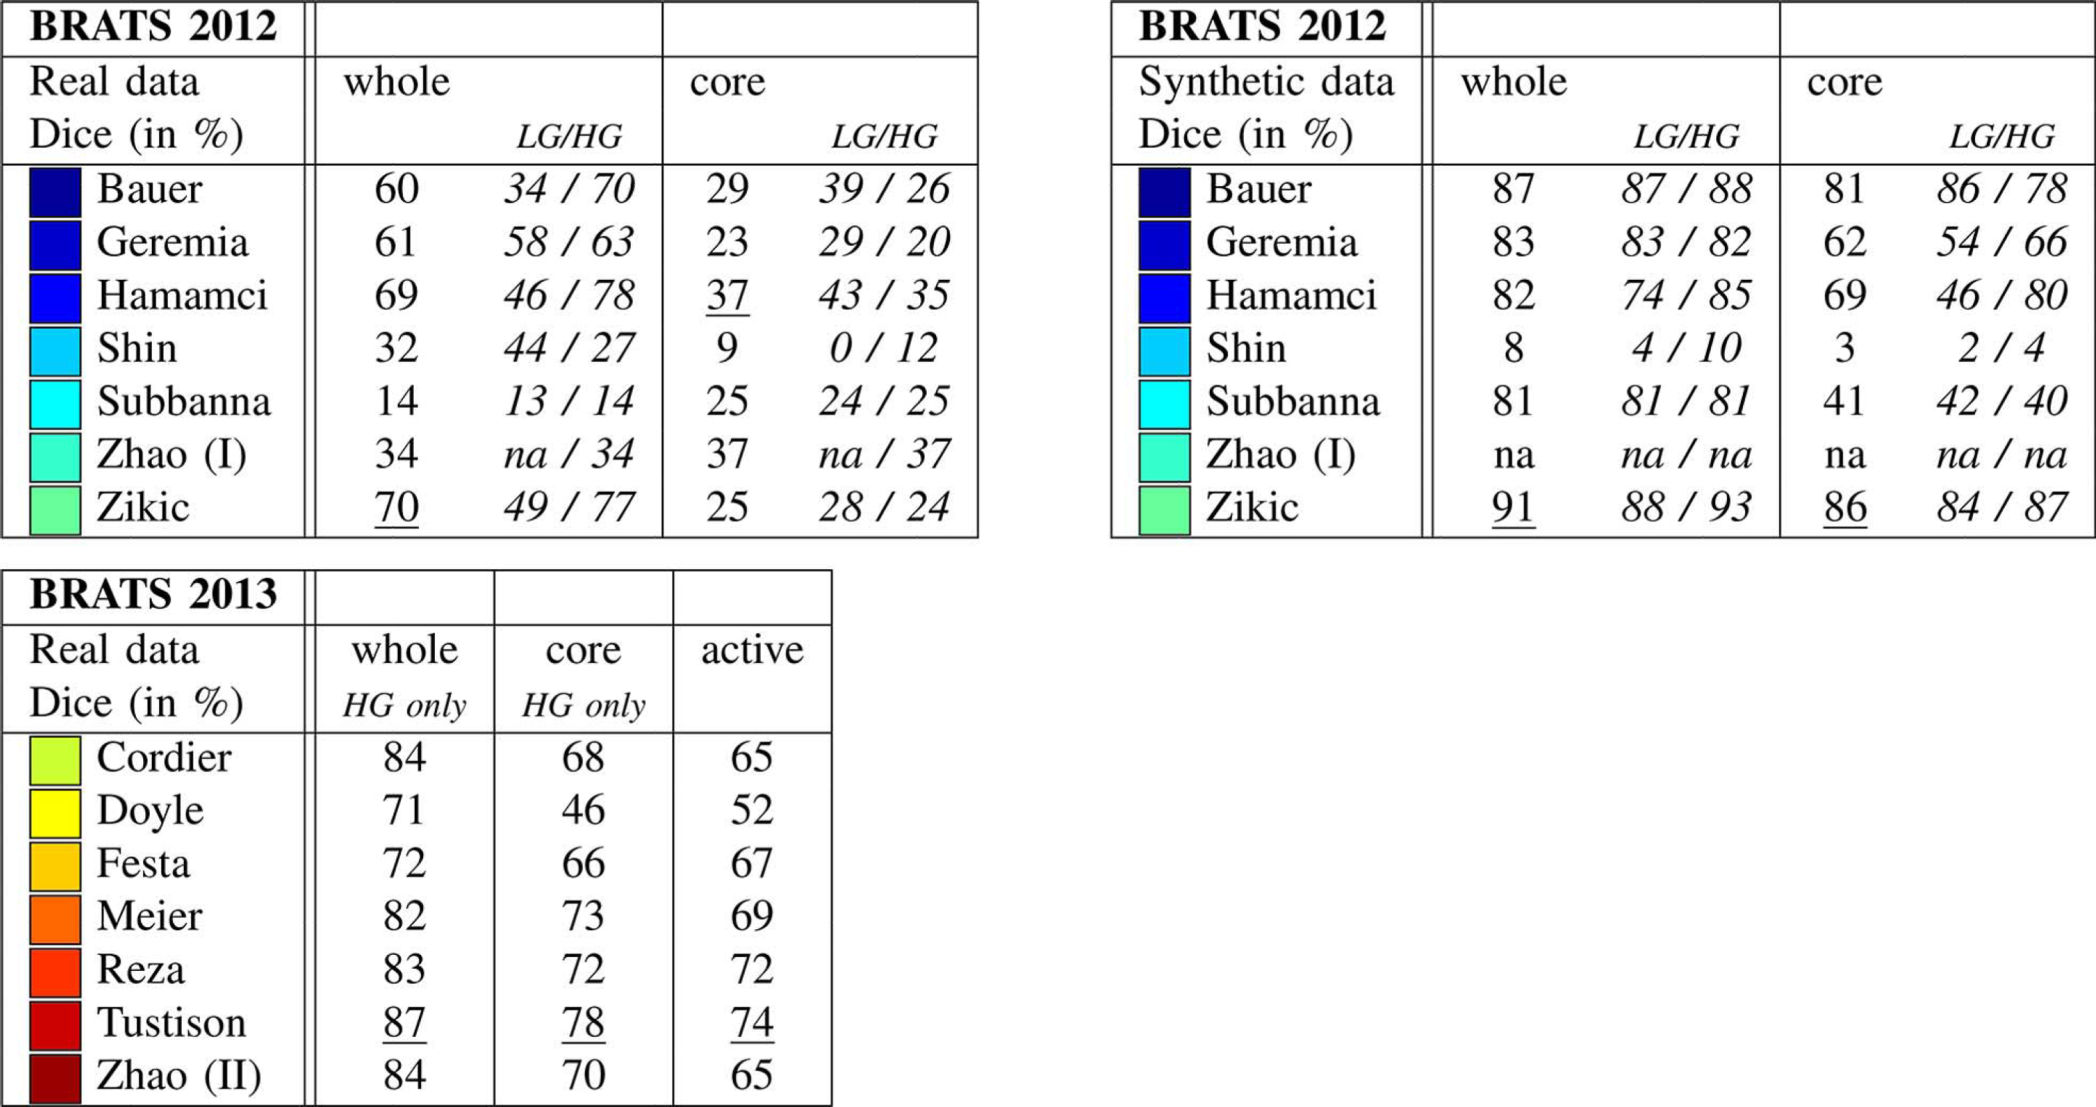 BRATS 2012
Real data whole core
Dice (in %) LG/HG LG/HG
Bauer 60 34 / 70 29 39 / 26
Geremia 61 58 / 63 23 29 / 20
Hamamci 69 46 / 78 37 43 / 35
Shin 32 44 / 27 9 0 / 12
Subbanna 14 13 / 14 25 24 / 25
Zhao (I) 34 na / 34 37 na / 37
Zikic 70 49 / 77 25 28 / 24
BRATS 2012
Synthetic data whole core
Dice (in %) LG/HG LG/HG
Bauer 87 87 / 88 81 86 / 78
Geremia 83 83 / 82 62 54 / 66
Hamamci 82 74 / 85 69 46 / 80
Shin 8 4 / 10 3 2 / 4
Subbanna 81 81 / 81 41 42 / 40
Zhao (I) na na / na na na / na
Zikic 91 88 / 93 86 84 / 87
BRATS 2013
Real data whole core active
Dice (in %) HG only HG only
Cordier 84 68 65
Doyle 71 46 52
Festa 72 66 67
Meier 82 73 69
Reza 83 72 72
Tustison 87 78 74
Zhao (II) 84 70 65